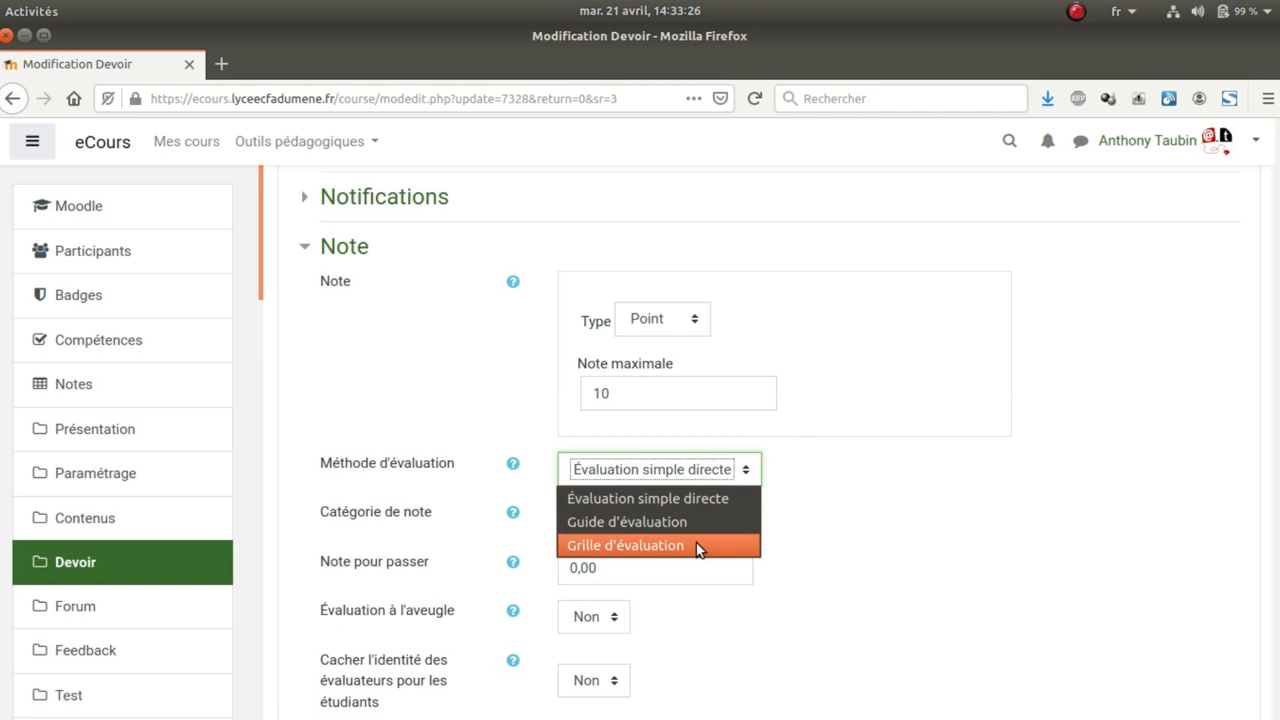 Activités
mar. 21 avril, 14:33:26
fr
99 %
Modification Devoir - Mozilla Firefox
Modification Devoir
https://ecours.lyceecfadumene.fr/course/modedit.php?update=7328&return=0&sr=3
Rechercher
ABP
eCours
Mes cours
Outils pédagogiques
Anthony Taubin
@.t
Moodle
Participants
Badges
Compétences
Notes
Présentation
Paramétrage
Contenus
Devoir
Forum
Feedback
Test
Notifications
Note
Note
Type
Point
Note maximale
10
Méthode d'évaluation
Évaluation simple directe
Évaluation simple directe
Guide d'évaluation
Grille d'évaluation
Catégorie de note
Note pour passer
0,00
Évaluation à l'aveugle
Non
Cacher l'identité des
évaluateurs pour les
étudiants
Non